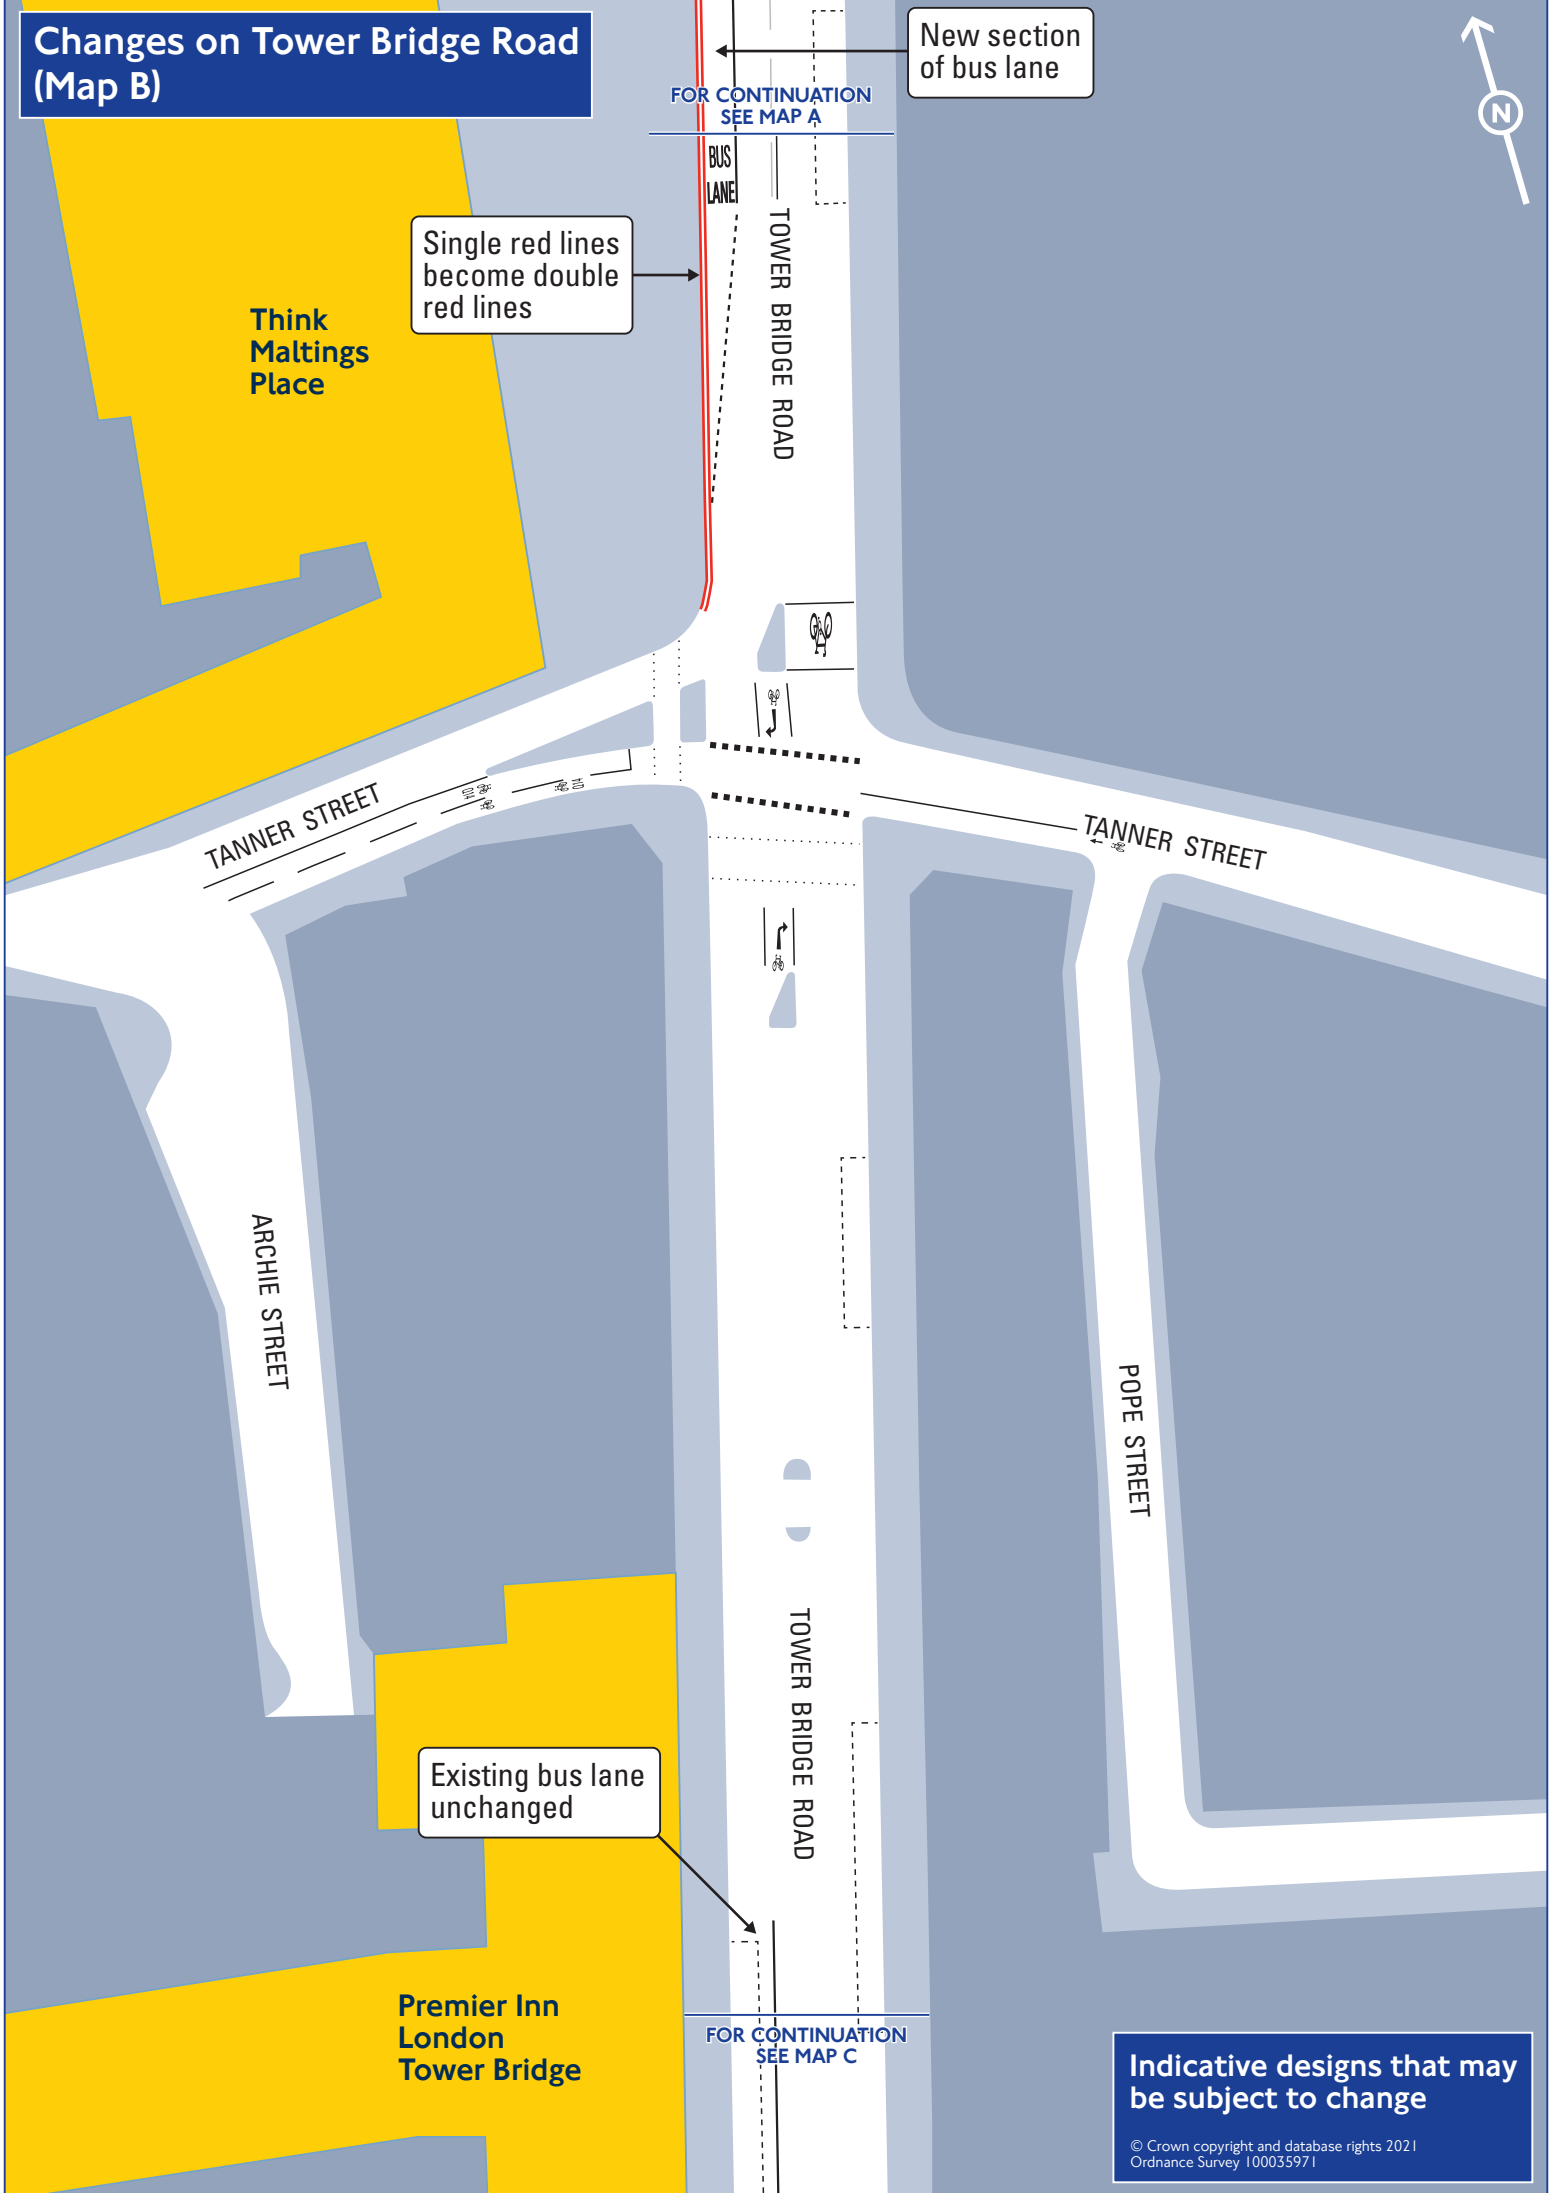 Changes on Tower Bridge Road
(Map B)
New section
of bus lane
N
FOR CONTINUATION
SEE MAP A
BUS
LANE
Single red lines
become double
red lines
TOWER BRIDGE ROAD
Think
Maltings
Place
TANNER STREET
Q14
Q14
TANNER STREET
ARCHIE STREET
POPE STREET
TOWER BRIDGE ROAD
Existing bus lane
unchanged
Premier Inn
London
Tower Bridge
FOR CONTINUATION
SEE MAP C
Indicative designs that may
be subject to change
© Crown copyright and database rights 2021
Ordnance Survey 100035971